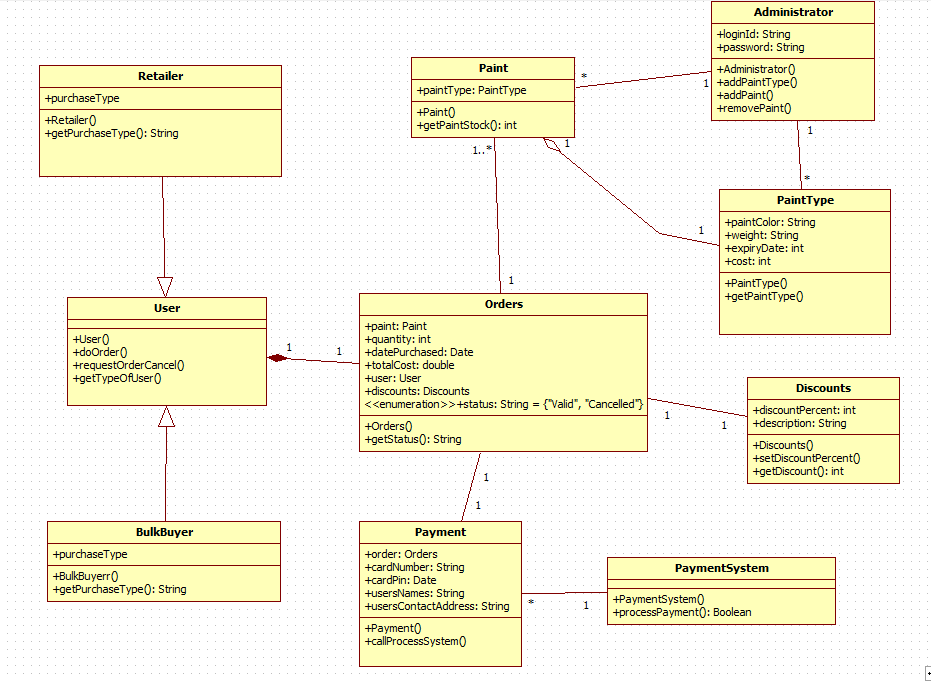 Administrator
+loginId: String
+password: String
+Administrator()
+addPaintType()
+addPaint()
+removePaint()
Paint
+paintType: PaintType
+Paint()
+getPaintStock(): int
Retailer
+purchaseType
+Retailer()
+getPurchaseType(): String
*
1
1
*
1..*
1
1
1
PaintType
+paintColor: String
+weight: String
+expiryDate: int
+cost: int
+PaintType()
+getPaintType()
User
+User()
+doOrder()
+requestOrderCancel()
+getTypeOfUser()
1
1
Orders
+paint: Paint
+quantity: int
+datePurchased: Date
+totalCost: double
+user: User
+discounts: Discounts
<<enumeration>>+status: String = {"Valid", "Cancelled"}
+Orders()
+getStatus(): String
1
1
Discounts
+discountPercent: int
+description: String
+Discounts()
+setDiscountPercent()
+getDiscount(): int
1
1
BulkBuyer
+purchaseType
+BulkBuyerr()
+getPurchaseType(): String
Payment
+order: Orders
+cardNumber: String
+cardPin: Date
+usersNames: String
+usersContactAddress: String
+Payment()
+callProcessSystem()
*
1
PaymentSystem
+PaymentSystem()
+processPayment(): Boolean